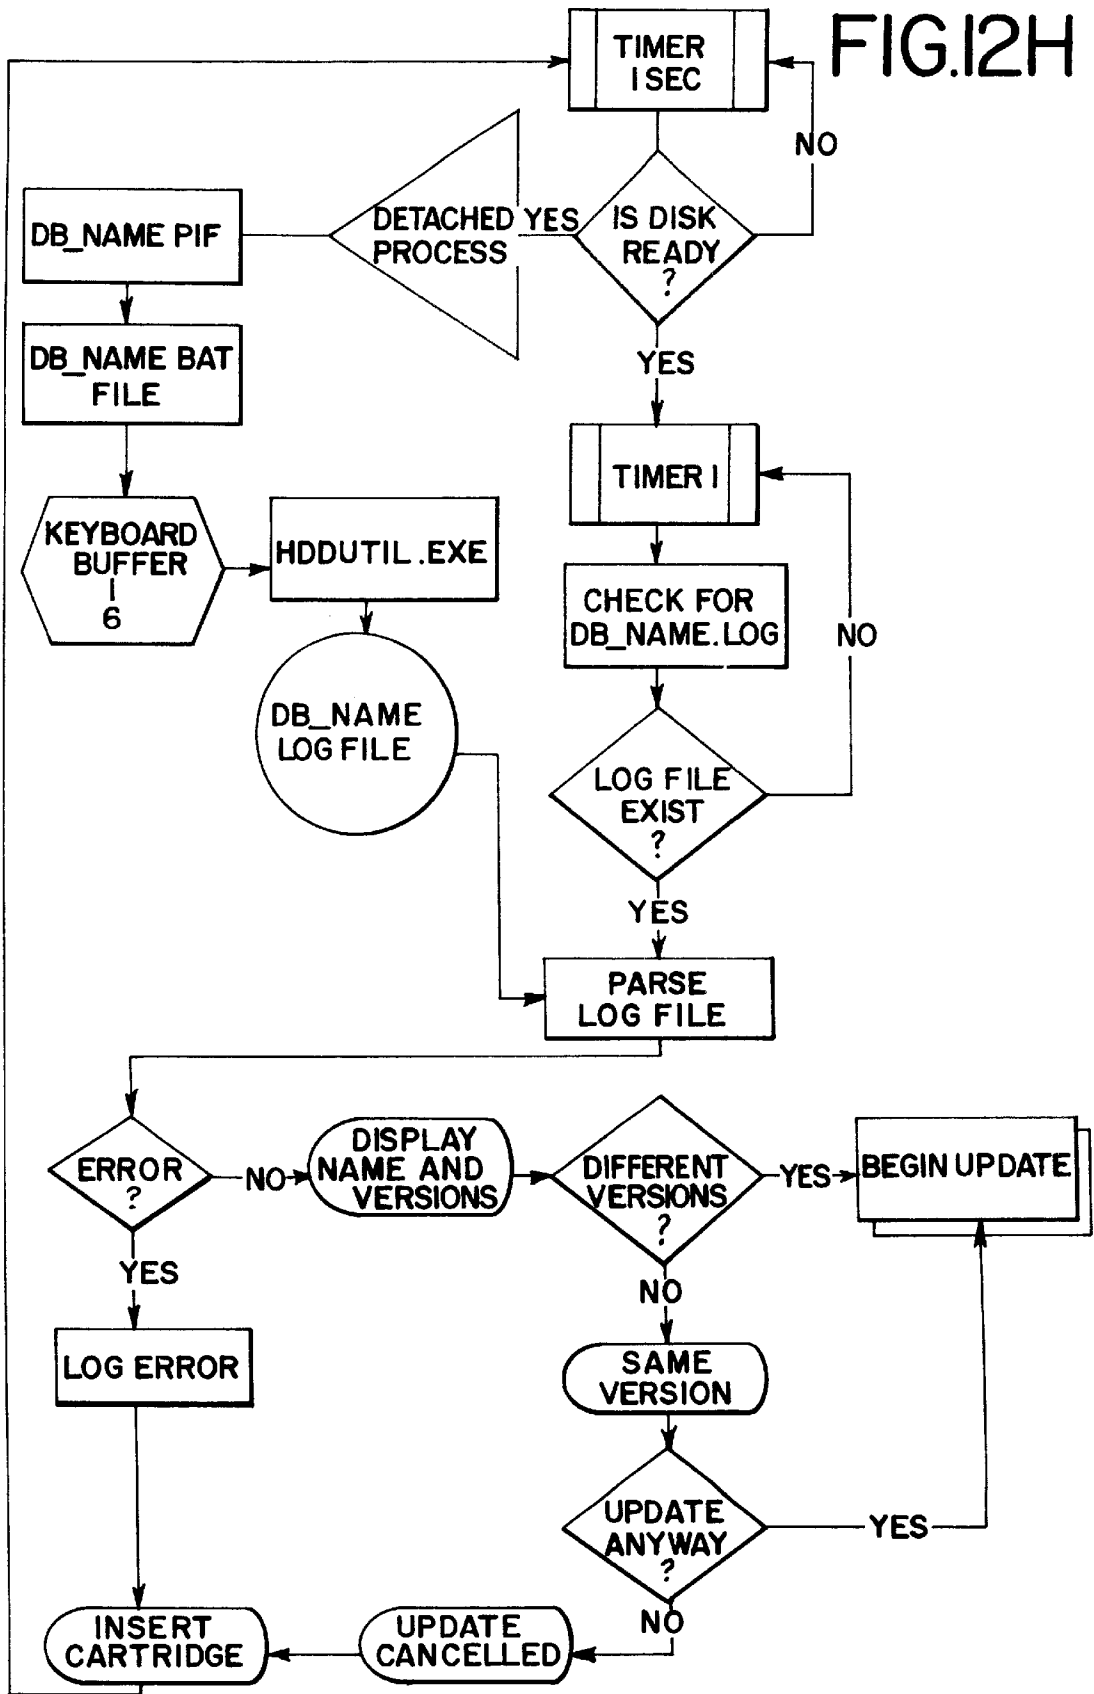 FIG.12H
TIMER
1 SEC
NO
IS DISK
READY
?
YES
DETACHED
PROCESS
DB_NAME PIF
DB_NAME BAT
FILE
KEYBOARD
BUFFER
1
6
HDDUTIL.EXE
DB_NAME
LOG FILE
YES
TIMER 1
CHECK FOR
DB_NAME.LOG
NO
LOG FILE
EXIST
?
YES
PARSE
LOG FILE
ERROR
?
NO
DISPLAY
NAME AND
VERSIONS
DIFFERENT
VERSIONS
?
YES
BEGIN UPDATE
YES
LOG ERROR
NO
SAME
VERSION
UPDATE
ANYWAY
?
YES
NO
UPDATE
CANCELLED
INSERT
CARTRIDGE